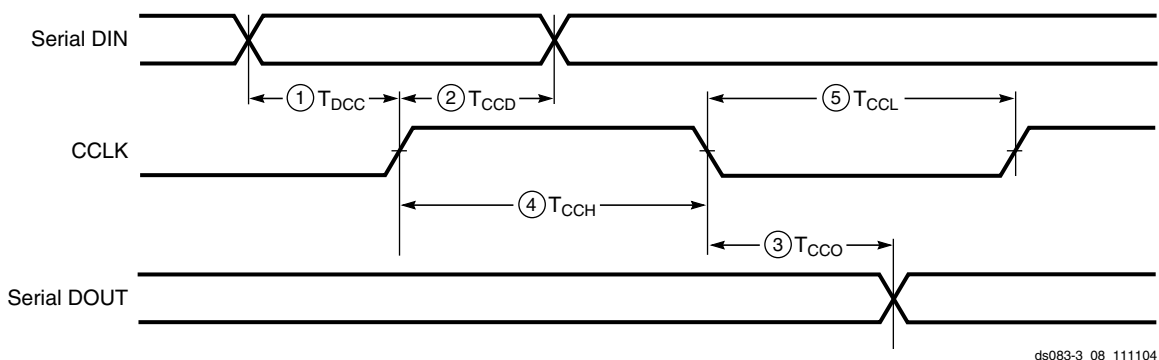 Serial DIN
1 T_DCC
2 T_CCD
5 T_CCL
CCLK
4 T_CCH
3 T_CCO
Serial DOUT
ds083-3_08_111104